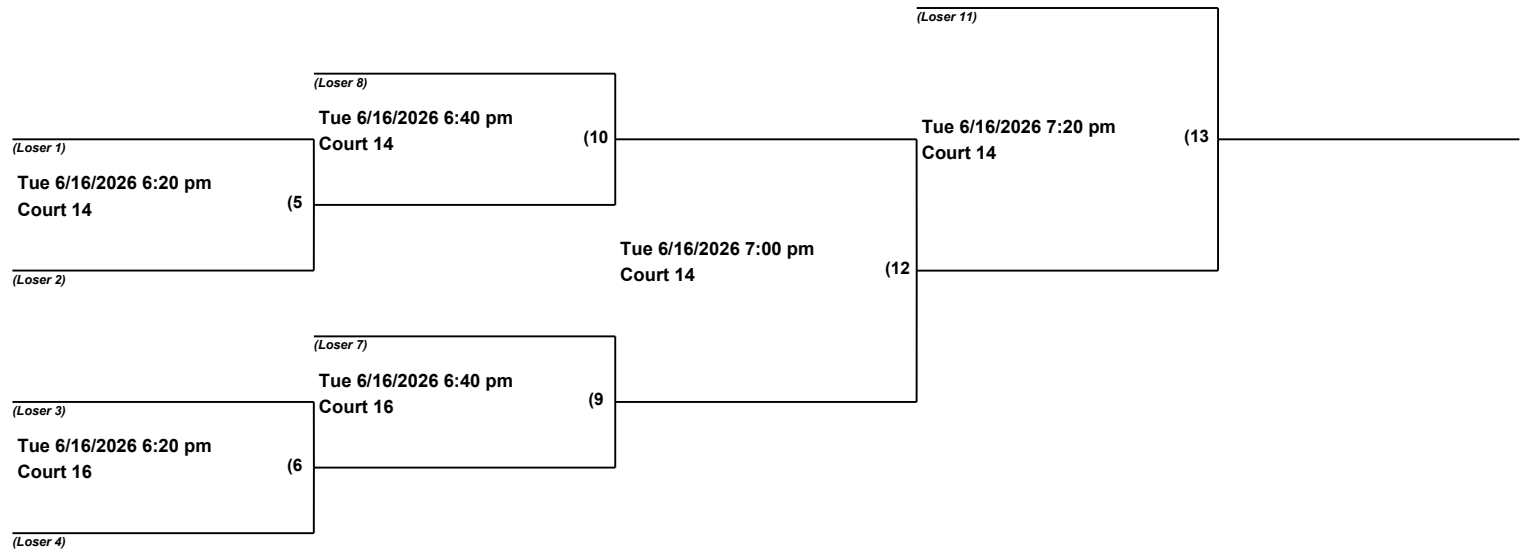 (Loser 11)
(Loser 8)
Tue 6/16/2026 6:40 pm
Court 14
(10
Tue 6/16/2026 7:20 pm
Court 14
(13
(Loser 1)
Tue 6/16/2026 6:20 pm
Court 14
(5
(Loser 2)
Tue 6/16/2026 7:00 pm
Court 14
(12
(Loser 7)
Tue 6/16/2026 6:40 pm
Court 16
(9
(Loser 3)
Tue 6/16/2026 6:20 pm
Court 16
(6
(Loser 4)